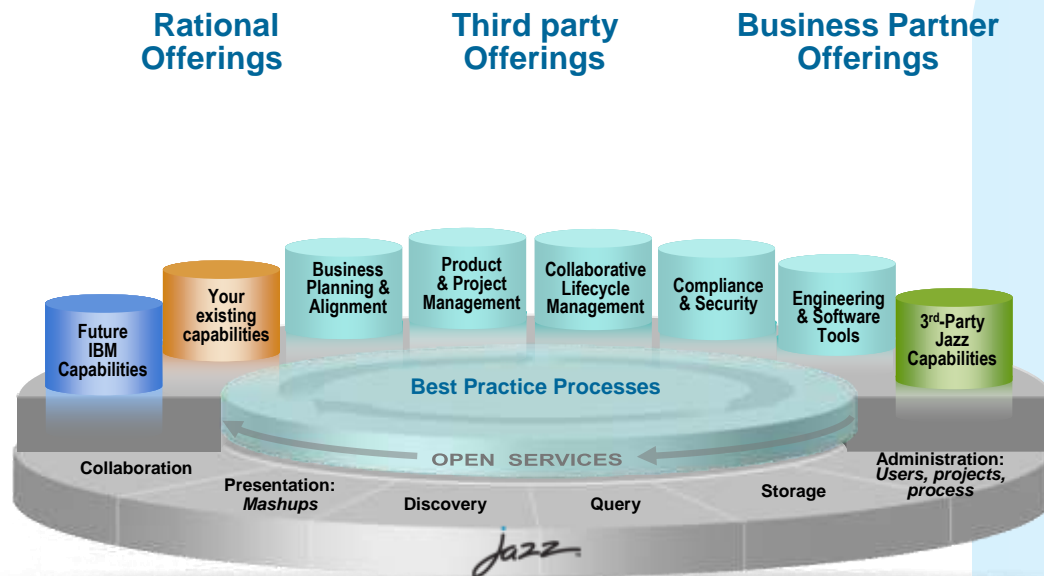 Rational
Offerings
Third party
Offerings
Business Partner
Offerings
Future
IBM
Capabilities
Your
existing
capabilities
Business
Planning &
Alignment
Product
& Project
Management
Collaborative
Lifecycle
Management
Compliance
& Security
Engineering
& Software
Tools
3rd-Party
Jazz
Capabilities
Best Practice Processes
OPEN SERVICES
Collaboration
Presentation:
Mashups
Discovery
Query
Storage
Administration:
Users, projects,
process
jazz